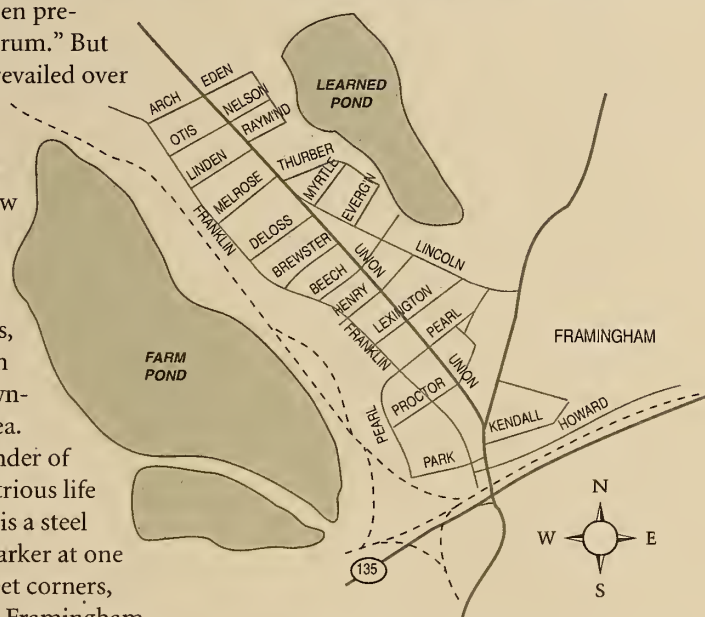 en pre-
rum.” But
revailed over
w
s,
n
wn-
ea.
nder of
trious life
is a steel
arker at one
et corners,
Framingham
LEARNED
POND
EDEN
ARCH
NELSON
OTIS
RAYM'ND
LINDEN
THURBER
MYRTLE
MELROSE
EVERG'N
FRANKLIN
DELOSS
BREWSTER
UNION
LINCOLN
BEECH
HENRY
LEXINGTON
FRANKLIN
PEARL
FRAMINGHAM
FARM
POND
UNION
PROCTOR
PEARL
KENDALL
HOWARD
PARK
N
W E
S
135